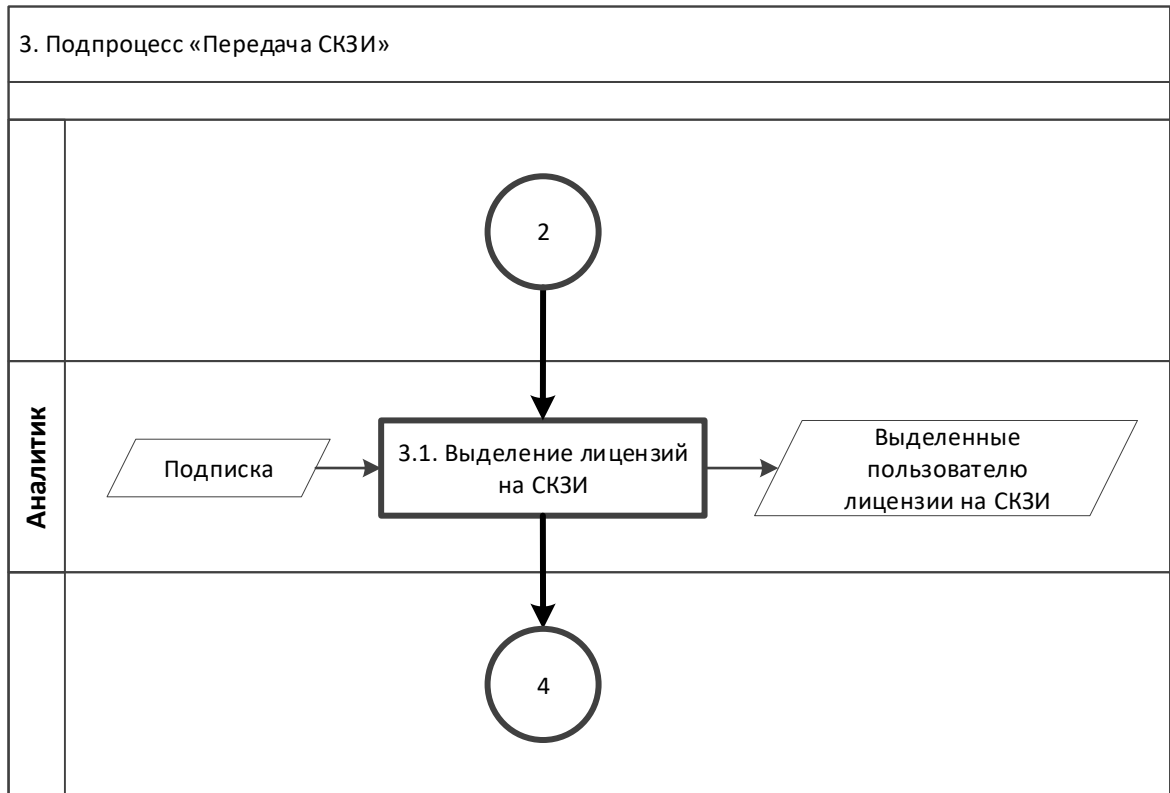 3. Подпроцесс «Передача СКЗИ»
2
Аналитик
Подписка
3.1. Выделение лицензий
на СКЗИ
Выделенные
пользователю
лицензии на СКЗИ
4